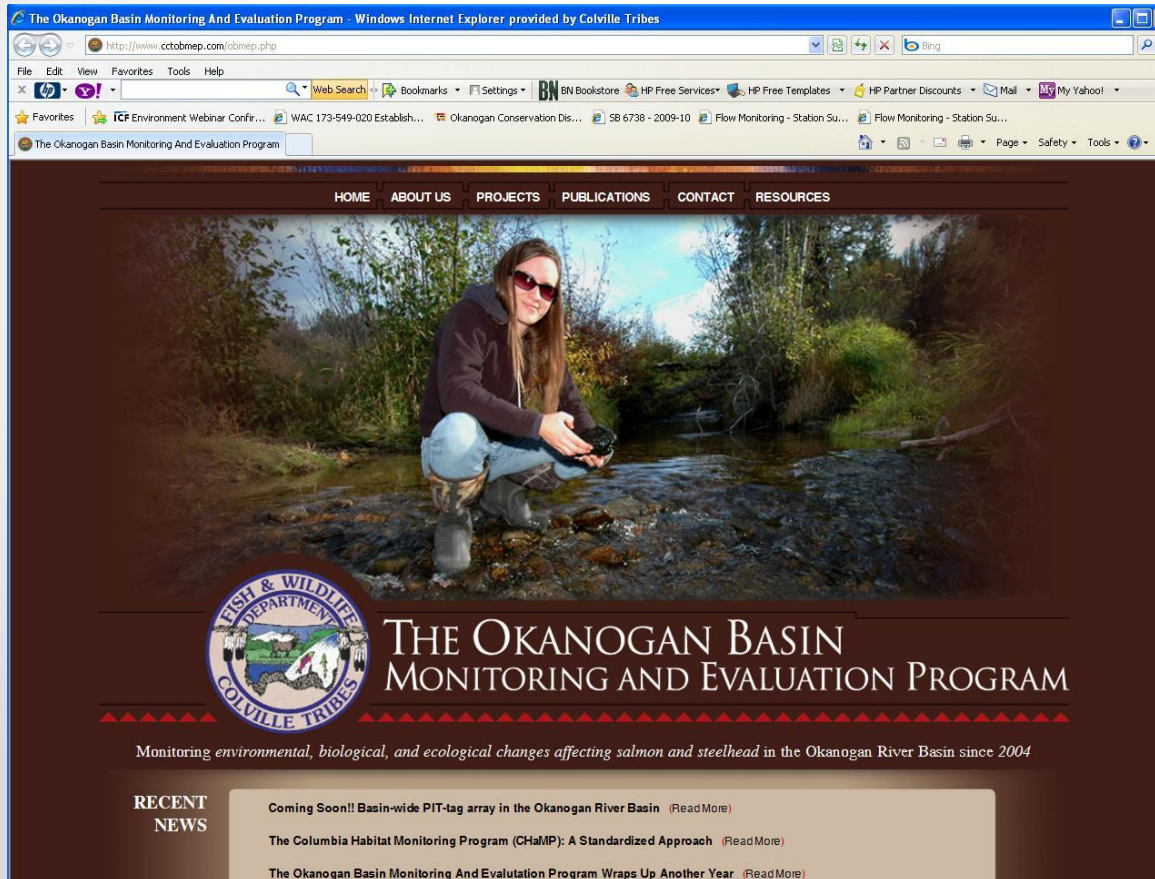 The Okanogan Basin Monitoring And Evaluation Program - Windows Internet Explorer provided by Colville Tribes
http://www.cctobmep.com/obmep.php
Bing
File Edit View Favorites Tools Help
Web Search Bookmarks Settings BN BN Bookstore HP Free Services HP Free Templates HP Partner Discounts Mail My My Yahoo!
Favorites ICF Environment Webinar Confir... WAC 173-549-020 Establish... Okanogan Conservation Dis... SB 6738 - 2009-10 Flow Monitoring - Station Su... Flow Monitoring - Station Su...
The Okanogan Basin Monitoring And Evaluation Program Page Safety Tools
HOME ABOUT US PROJECTS PUBLICATIONS CONTACT RESOURCES
FISH & WILDLIFE
DEPARTMENT
COLVILLE TRIBES
THE OKANOGAN BASIN
MONITORING AND EVALUATION PROGRAM
Monitoring environmental, biological, and ecological changes affecting salmon and steelhead in the Okanogan River Basin since 2004
RECENT
NEWS
Coming Soon!! Basin-wide PIT-tag array in the Okanogan River Basin (Read More)
The Columbia Habitat Monitoring Program (CHaMP): A Standardized Approach (Read More)
The Okanogan Basin Monitoring And Evalutation Program Wraps Up Another Year (Read More)